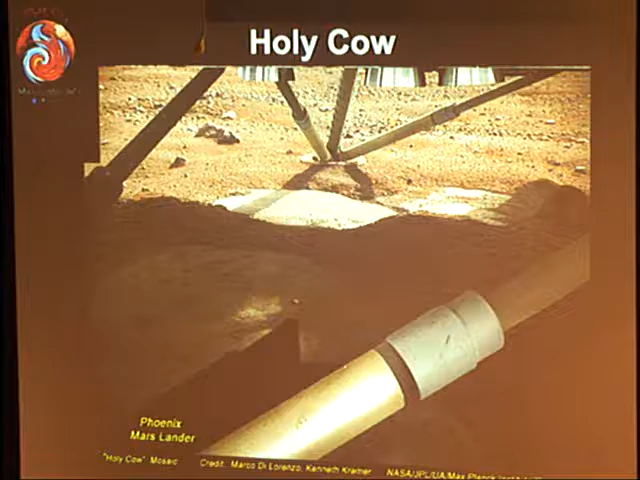 Holy Cow
Phoenix
Mars Lander
"Holy Cow" Mosaic Credit: Marco Di Lorenzo, Kenneth Kremer NASA/JPL/UA/Max Planck